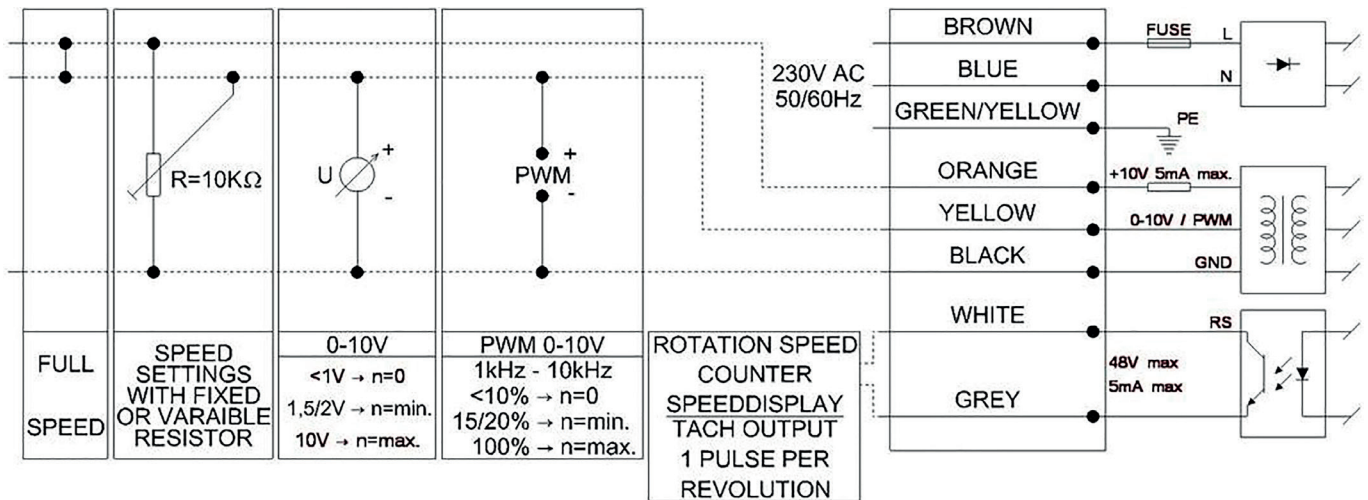 BROWN
FUSE
L
230V AC
50/60Hz
BLUE
N
GREEN/YELLOW
PE
ORANGE
+10V 5mA max.
YELLOW
0-10V / PWM
BLACK
GND
WHITE
RS
48V max
5mA max
GREY
R=10KΩ
U
+
-
+
PWM
-
FULL
SPEED
SPEED
SETTINGS
WITH FIXED
OR VARAIBLE
RESISTOR
0-10V
<1V → n=0
1,5/2V → n=min.
10V → n=max.
PWM 0-10V
1kHz - 10kHz
<10% → n=0
15/20% → n=min.
100% → n=max.
ROTATION SPEED
COUNTER
SPEEDDISPLAY
TACH OUTPUT
1 PULSE PER
REVOLUTION